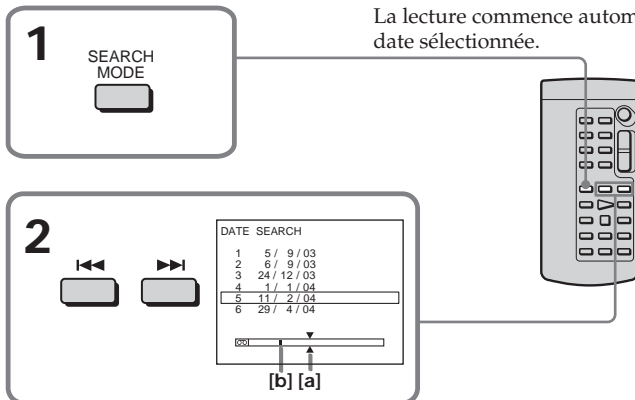 La lecture commence
date sélectionnée.
1
SEARCH
MODE
2
DATE SEARCH
1 5 / 9 / 03
2 6 / 9 / 03
3 24 / 12 / 03
4 1 / 1 / 04
5 11 / 2 / 04
6 29 / 4 / 04
[b] [a]